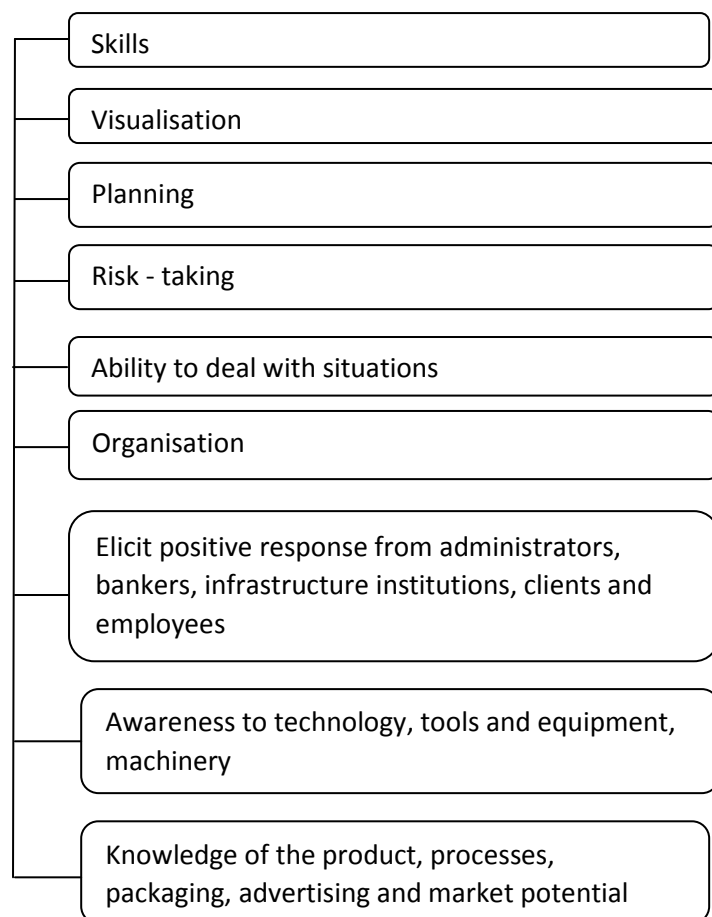 Skills
Visualisation
Planning
Risk - taking
Ability to deal with situations
Organisation
Elicit positive response from administrators,
bankers, infrastructure institutions, clients and
employees
Awareness to technology, tools and equipment,
machinery
Knowledge of the product, processes,
packaging, advertising and market potential